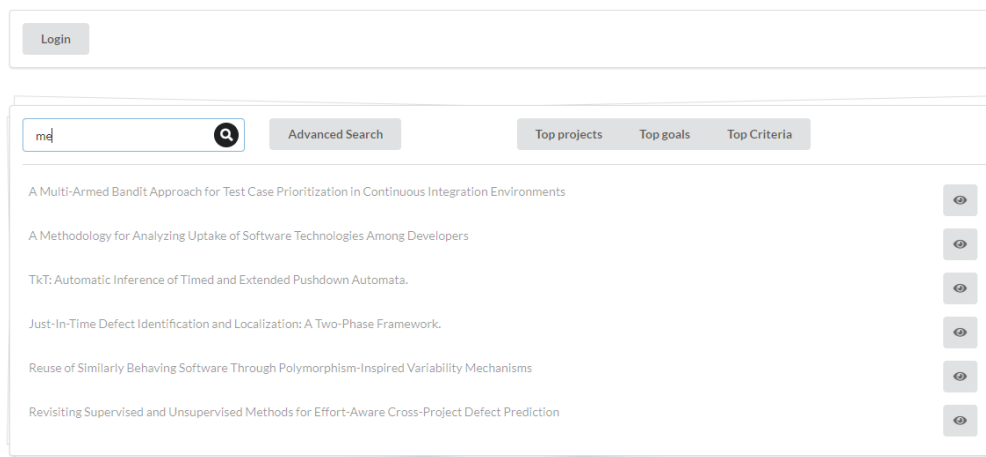 Login
me
Advanced Search
Top projects
Top goals
Top Criteria
A Multi-Armed Bandit Approach for Test Case Prioritization in Continuous Integration Environments
A Methodology for Analyzing Uptake of Software Technologies Among Developers
TkT: Automatic Inference of Timed and Extended Pushdown Automata.
Just-In-Time Defect Identification and Localization: A Two-Phase Framework.
Reuse of Similarly Behaving Software Through Polymorphism-Inspired Variability Mechanisms
Revisiting Supervised and Unsupervised Methods for Effort-Aware Cross-Project Defect Prediction